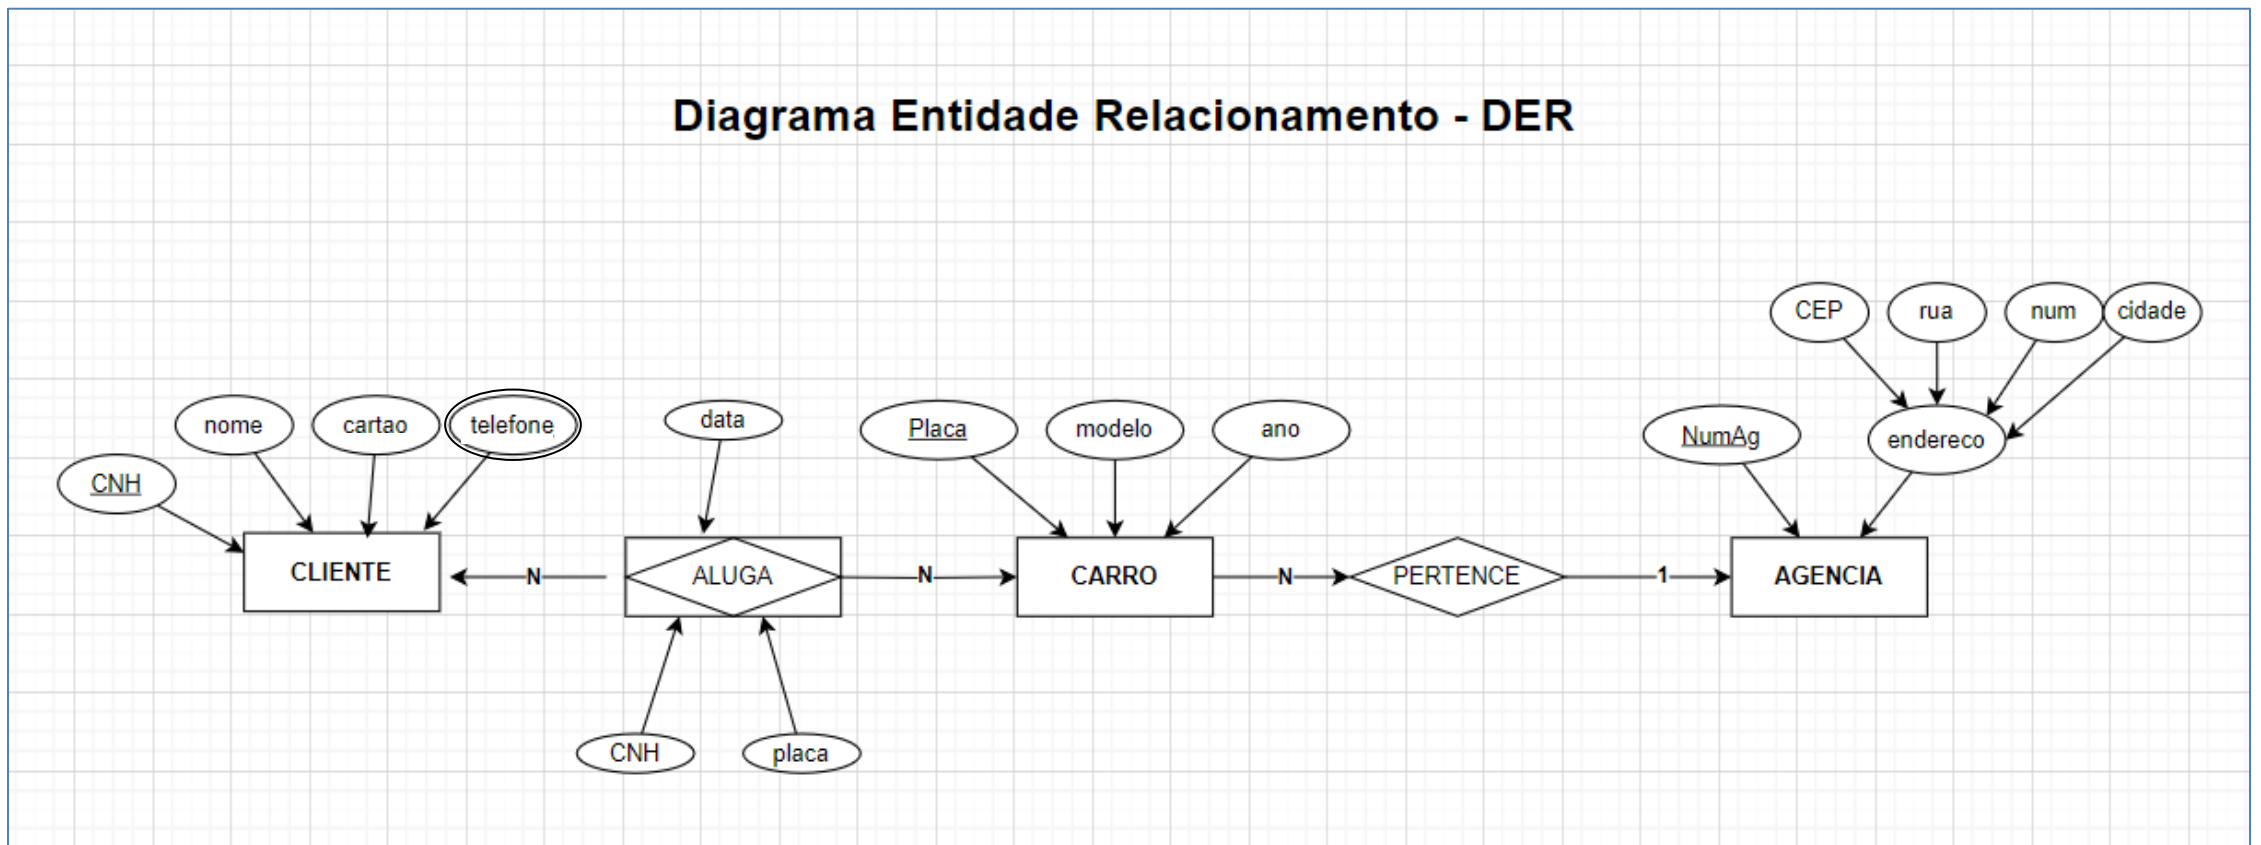 Diagrama Entidade Relacionamento - DER
CEP
rua
num
cidade
nome
cartao
telefone
data
Placa
modelo
ano
NumAg
endereco
CNH
CLIENTE
N
ALUGA
N
CARRO
N
PERTENCE
1
AGENCIA
CNH
placa